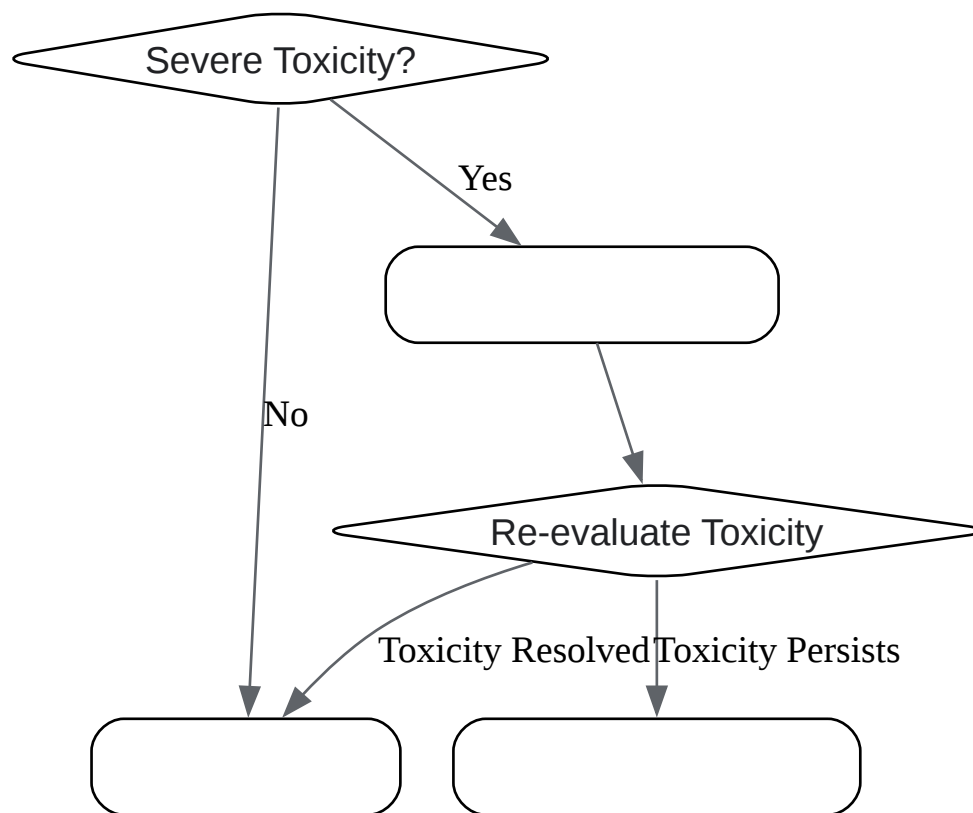 Severe Toxicity?
Yes
No
Re-evaluate Toxicity
Toxicity Resolved
Toxicity Persists